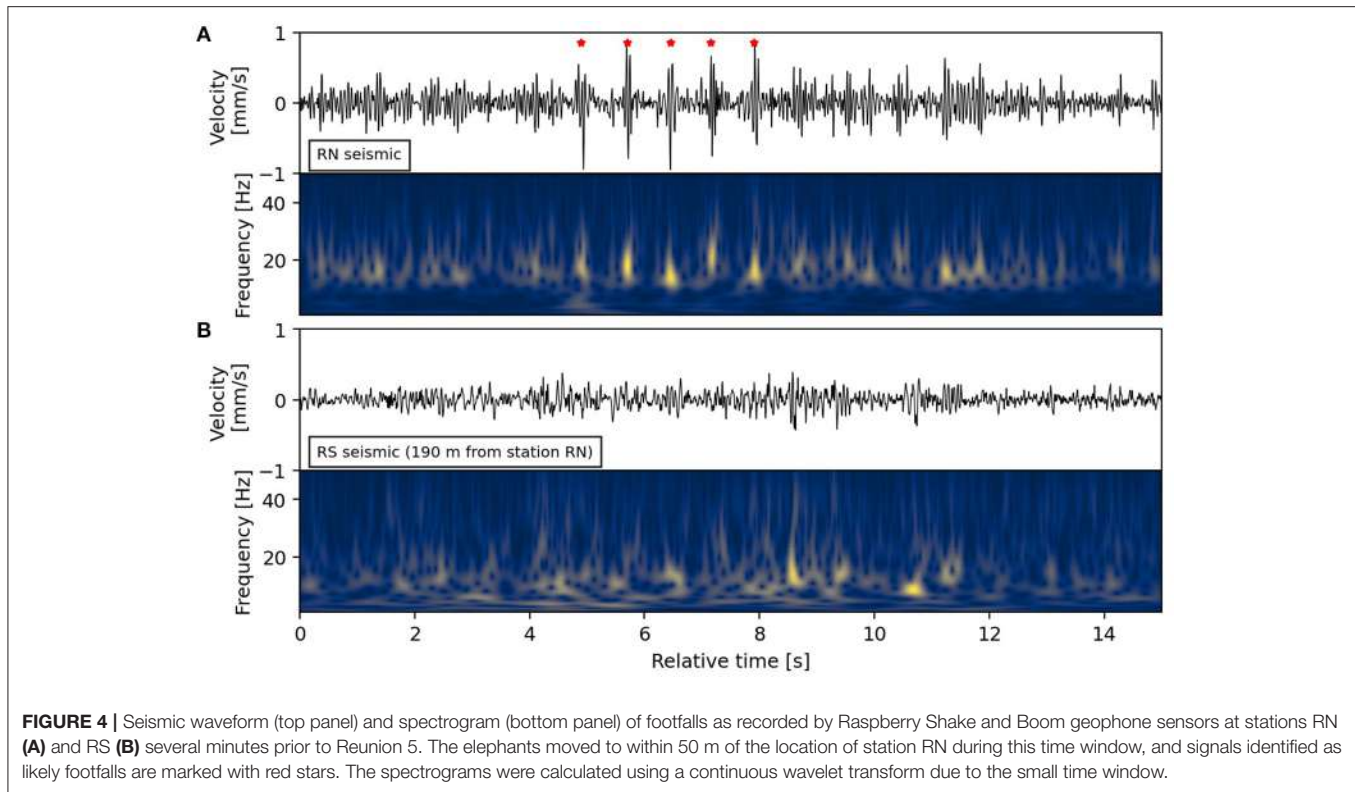 A
1
0
−1
Velocity
[mm/s]
RN seismic
40
20
Frequency [Hz]
B
1
0
−1
Velocity
[mm/s]
RS seismic (190 m from station RN)
40
20
Frequency [Hz]
0 2 4 6 8 10 12 14
Relative time [s]
FIGURE 4 | Seismic waveform (top panel) and spectrogram (bottom panel) of footfalls as recorded by Raspberry Shake and Boom geophone sensors at stations RN
(A) and RS (B) several minutes prior to Reunion 5. The elephants moved to within 50 m of the location of station RN during this time window, and signals identified as
likely footfalls are marked with red stars. The spectrograms were calculated using a continuous wavelet transform due to the small time window.